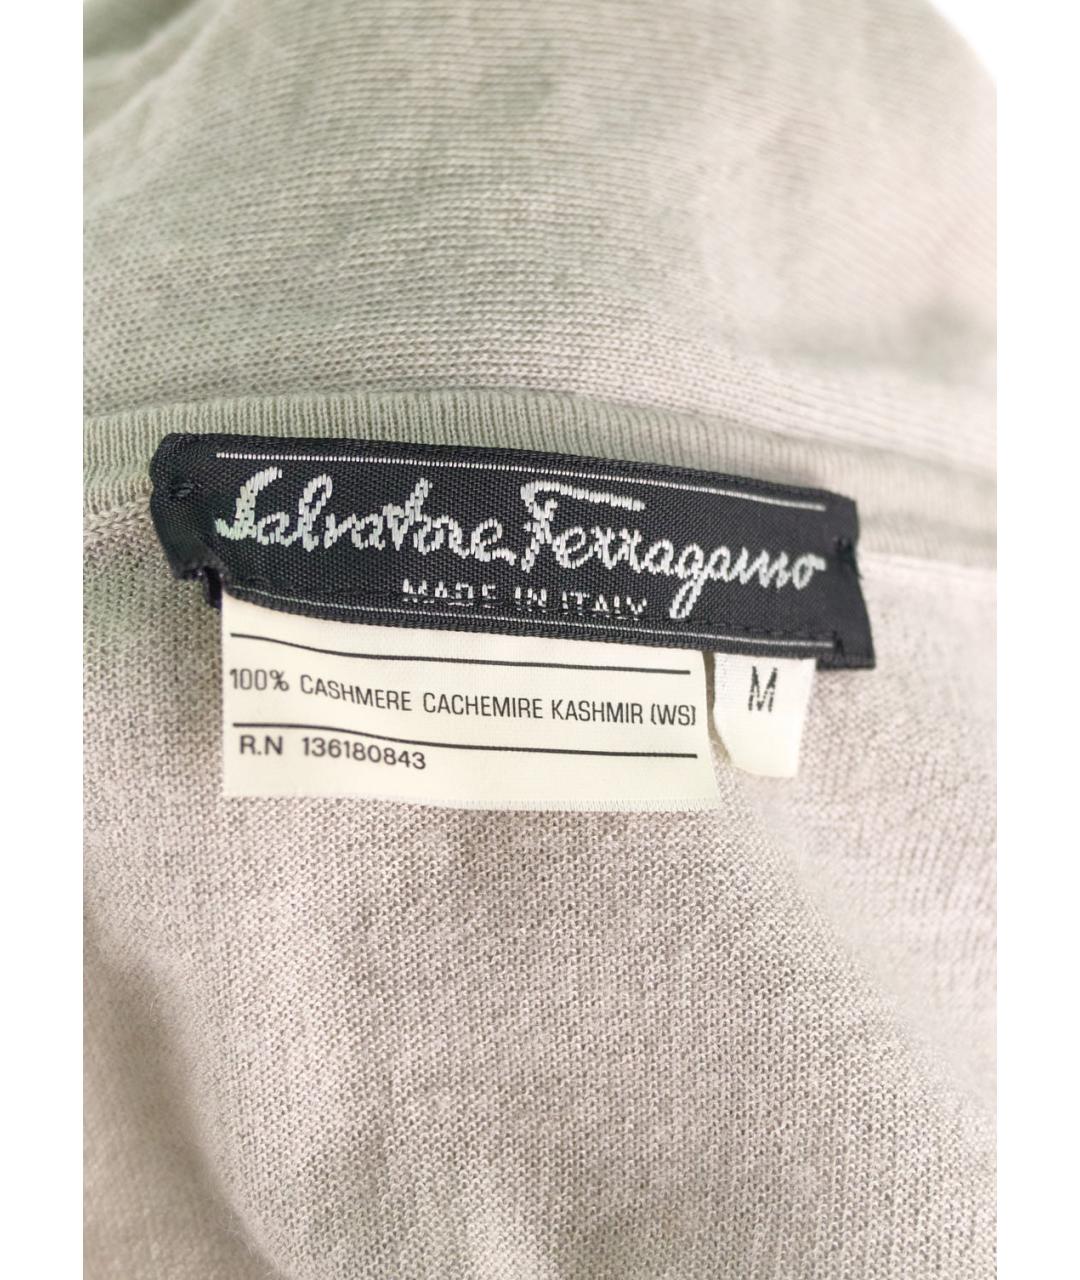 Salvatore Ferragamo
MADE IN ITALY
100% CASHMERE CACHEMIRE KASHMIR (WS)
M
R.N 136180843